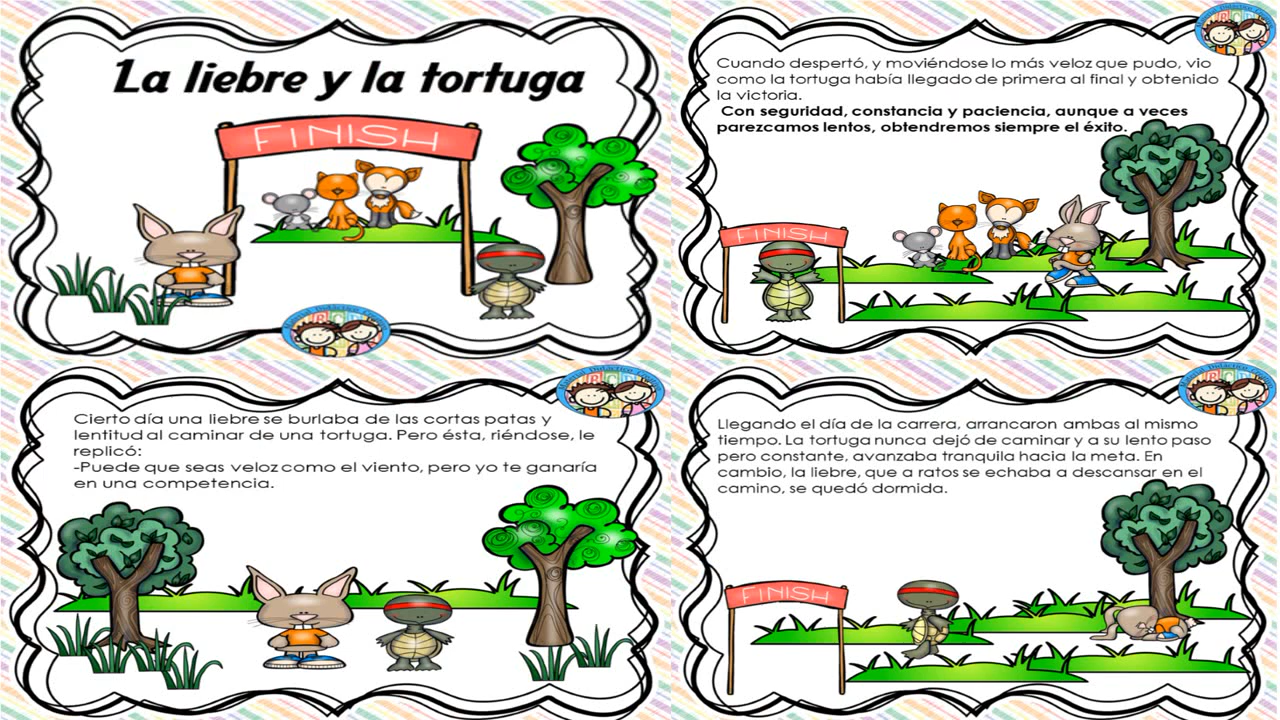 La liebre y la tortuga
FINISH
Cuando despertó, y moviéndose lo más veloz que pudo, vio
como la tortuga había llegado de primera al final y obtenido
la victoria.
Con seguridad, constancia y paciencia, aunque a veces
parezcamos lentos, obtendremos siempre el éxito.
FINISH
Cierto día una liebre se burlaba de las cortas patas y
lentitud al caminar de una tortuga. Pero ésta, riéndose, le
replicó:
-Puede que seas veloz como el viento, pero yo te ganaría
en una competencia.
Llegando el día de la carrera, arrancaron ambas al mismo
tiempo. La tortuga nunca dejó de caminar y a su lento paso
pero constante, avanzaba tranquila hacia la meta. En
cambio, la liebre, que a ratos se echaba a descansar en el
camino, se quedó dormida.
FINISH